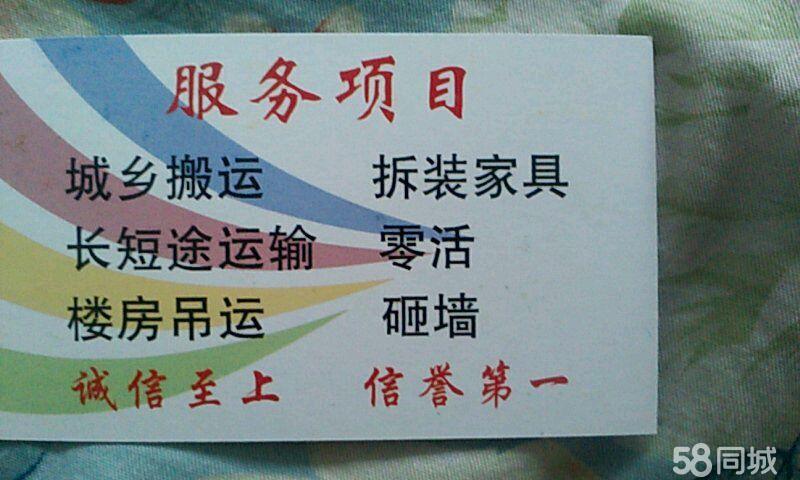 服务项目
城乡搬运 拆装家具
长短途运输 零活
楼房吊运 砸墙
诚信至上 信誉第一
58同城